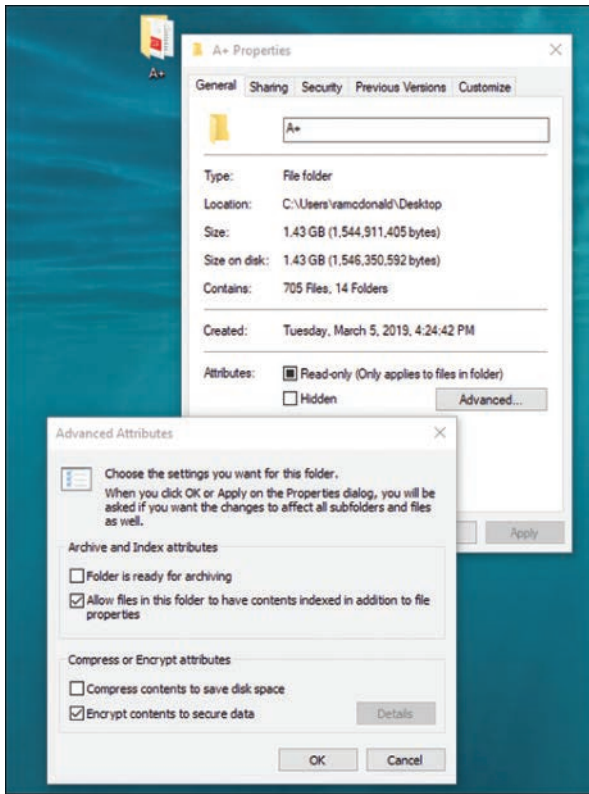 A+
A+ Properties
General Sharing Security Previous Versions Customize
A+
Type: File folder
Location: C:\Users\ramcdonald\Desktop
Size: 1.43 GB (1,544,911,405 bytes)
Size on disk: 1.43 GB (1,546,350,592 bytes)
Contains: 705 Files, 14 Folders
Created: Tuesday, March 5, 2019, 4:24:42 PM
Attributes: Read-only (Only applies to files in folder)
Hidden Advanced...
Apply
Advanced Attributes
Choose the settings you want for this folder.
When you click OK or Apply on the Properties dialog, you will be
asked if you want the changes to affect all subfolders and files
as well.
Archive and Index attributes
Folder is ready for archiving
Allow files in this folder to have contents indexed in addition to file
properties
Compress or Encrypt attributes
Compress contents to save disk space
Encrypt contents to secure data Details
OK Cancel